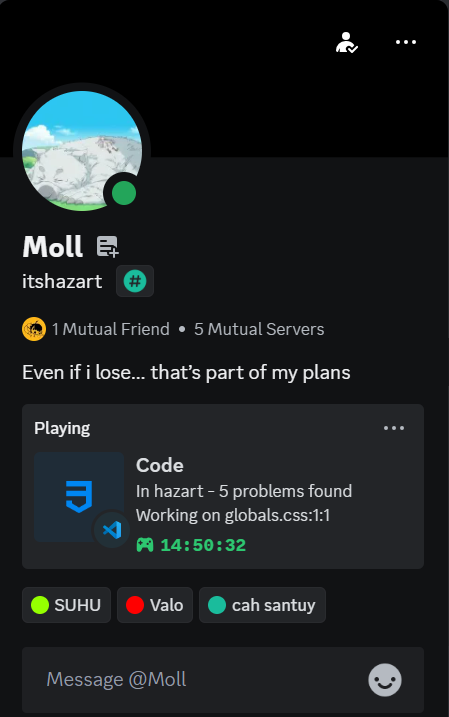 Moll
itshazart
1 Mutual Friend • 5 Mutual Servers
Even if i lose... that's part of my plans
Playing
Code
In hazart - 5 problems found
Working on globals.css:1:1
14:50:32
SUHU Valo cah santuy
Message @Moll